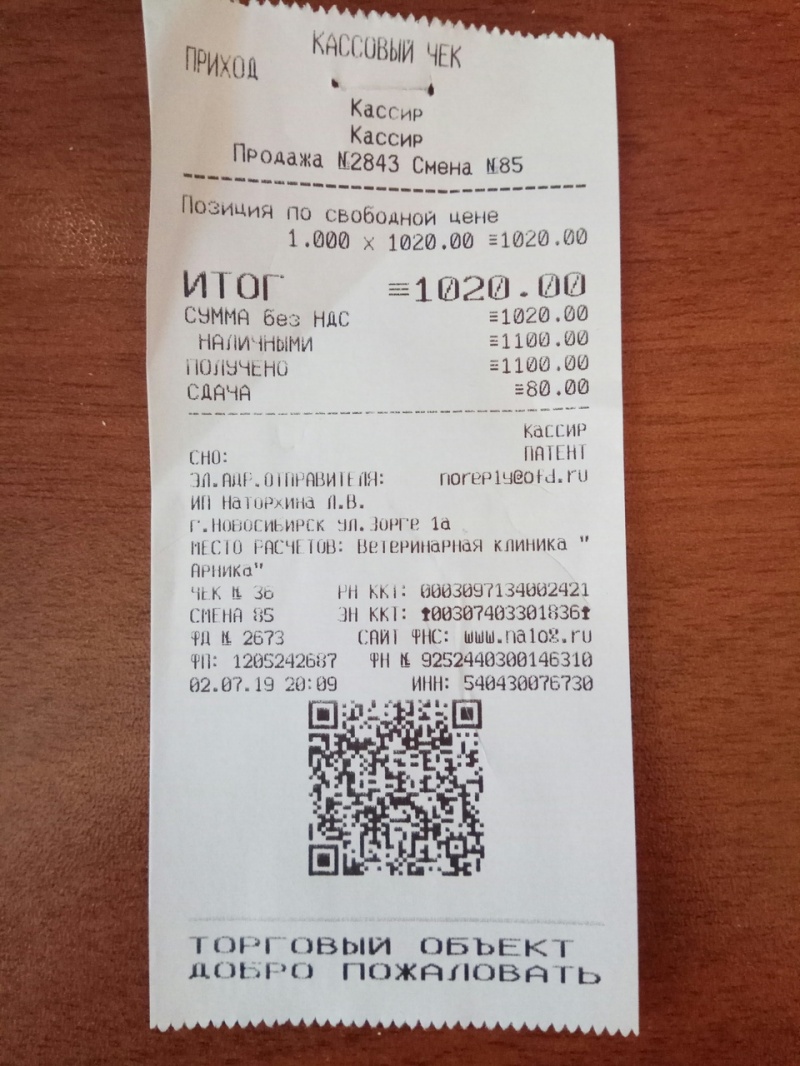 КАССОВЫЙ ЧЕК
ПРИХОД
Кассир
Кассир
Продажа №2843 Смена №85
Позиция по свободной цене
1.000 x 1020.00 ≡1020.00
ИТОГ ≡1020.00
СУММА без НДС ≡1020.00
НАЛИЧНЫМИ ≡1100.00
ПОЛУЧЕНО ≡1100.00
СДАЧА ≡80.00
Кассир
СНО: ПАТЕНТ
ЭЛ.АДР.ОТПРАВИТЕЛЯ: noreply@ofd.ru
ИП Наторхина Л.В.
г.Новосибирск ул.Зорге 1а
МЕСТО РАСЧЕТОВ: Ветеринарная клиника "
Арника"
ЧЕК № 36 РН ККТ: 0003097134002421
СМЕНА 85 ЗН ККТ: 00307403301836
ФД № 2673 САЙТ ФНС: www.nalog.ru
ФП: 1205242687 ФН № 9252440300146310
02.07.19 20:09 ИНН: 540430076730
ТОРГОВЫЙ ОБЪЕКТ
ДОБРО ПОЖАЛОВАТЬ